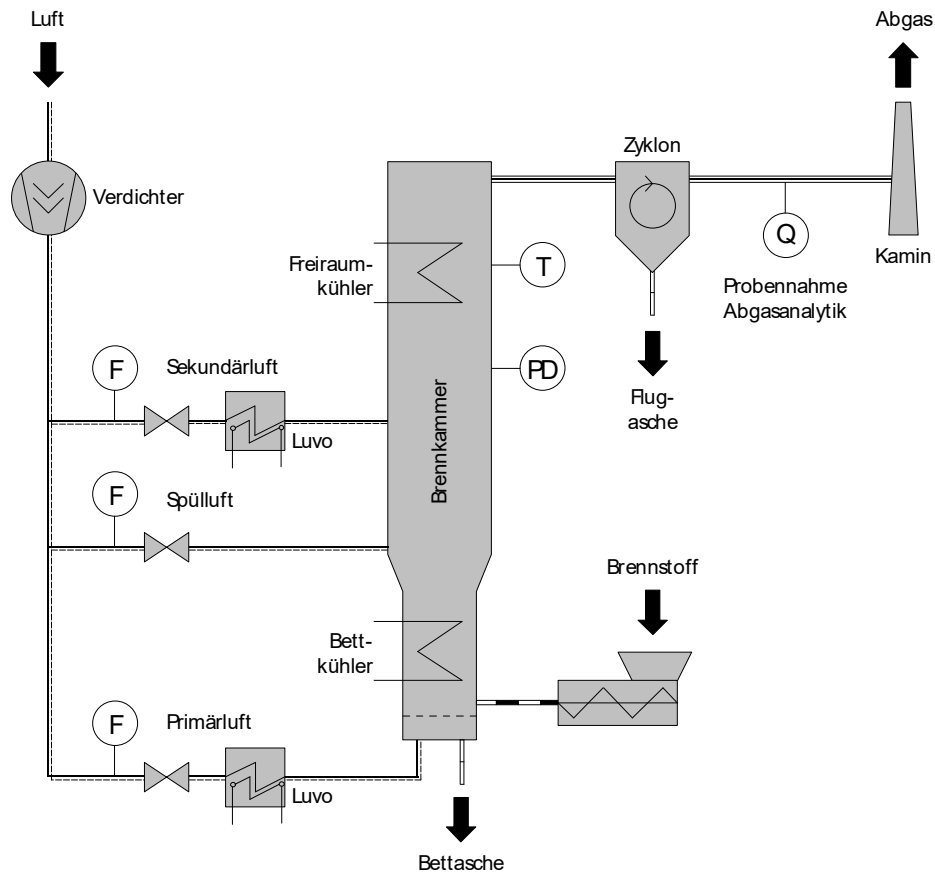 Luft
Abgas
Zyklon
Verdichter
Q
Kamin
Freiraum-
kühler
T
Probennahme
Abgasanalytik
F
Sekundärluft
PD
Flug-
asche
Luvo
Brennkammer
F
Spülluft
Brennstoff
Bett-
kühler
F
Primärluft
Luvo
Bettasche